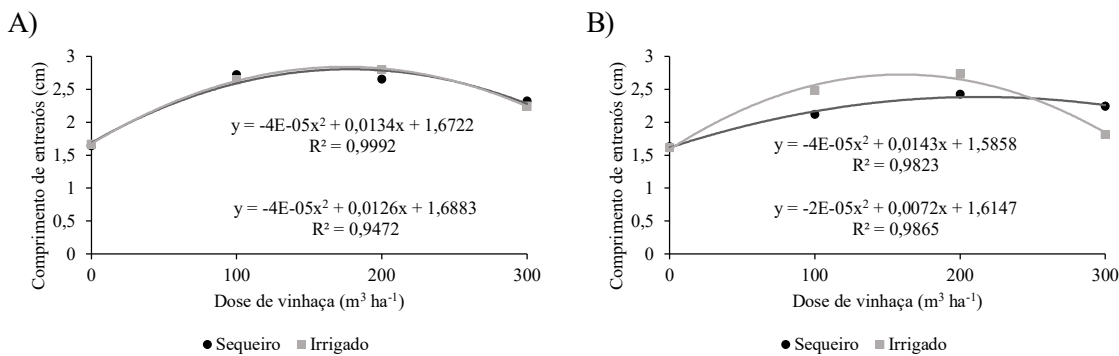 A)
Comprimento de entrenós (cm)
3
2,5
2
1,5
1
0,5
0
y = -4E-05x² + 0,0134x + 1,6722
R² = 0,9992
y = -4E-05x² + 0,0126x + 1,6883
R² = 0,9472
0 100 200 300
Dose de vinhaça (m³ ha⁻¹)
Sequeiro Irrigado
B)
Comprimento de entrenós (cm)
3
2,5
2
1,5
1
0,5
0
y = -4E-05x² + 0,0143x + 1,5858
R² = 0,9823
y = -2E-05x² + 0,0072x + 1,6147
R² = 0,9865
0 100 200 300
Dose de vinhaça (m³ ha⁻¹)
Sequeiro Irrigado